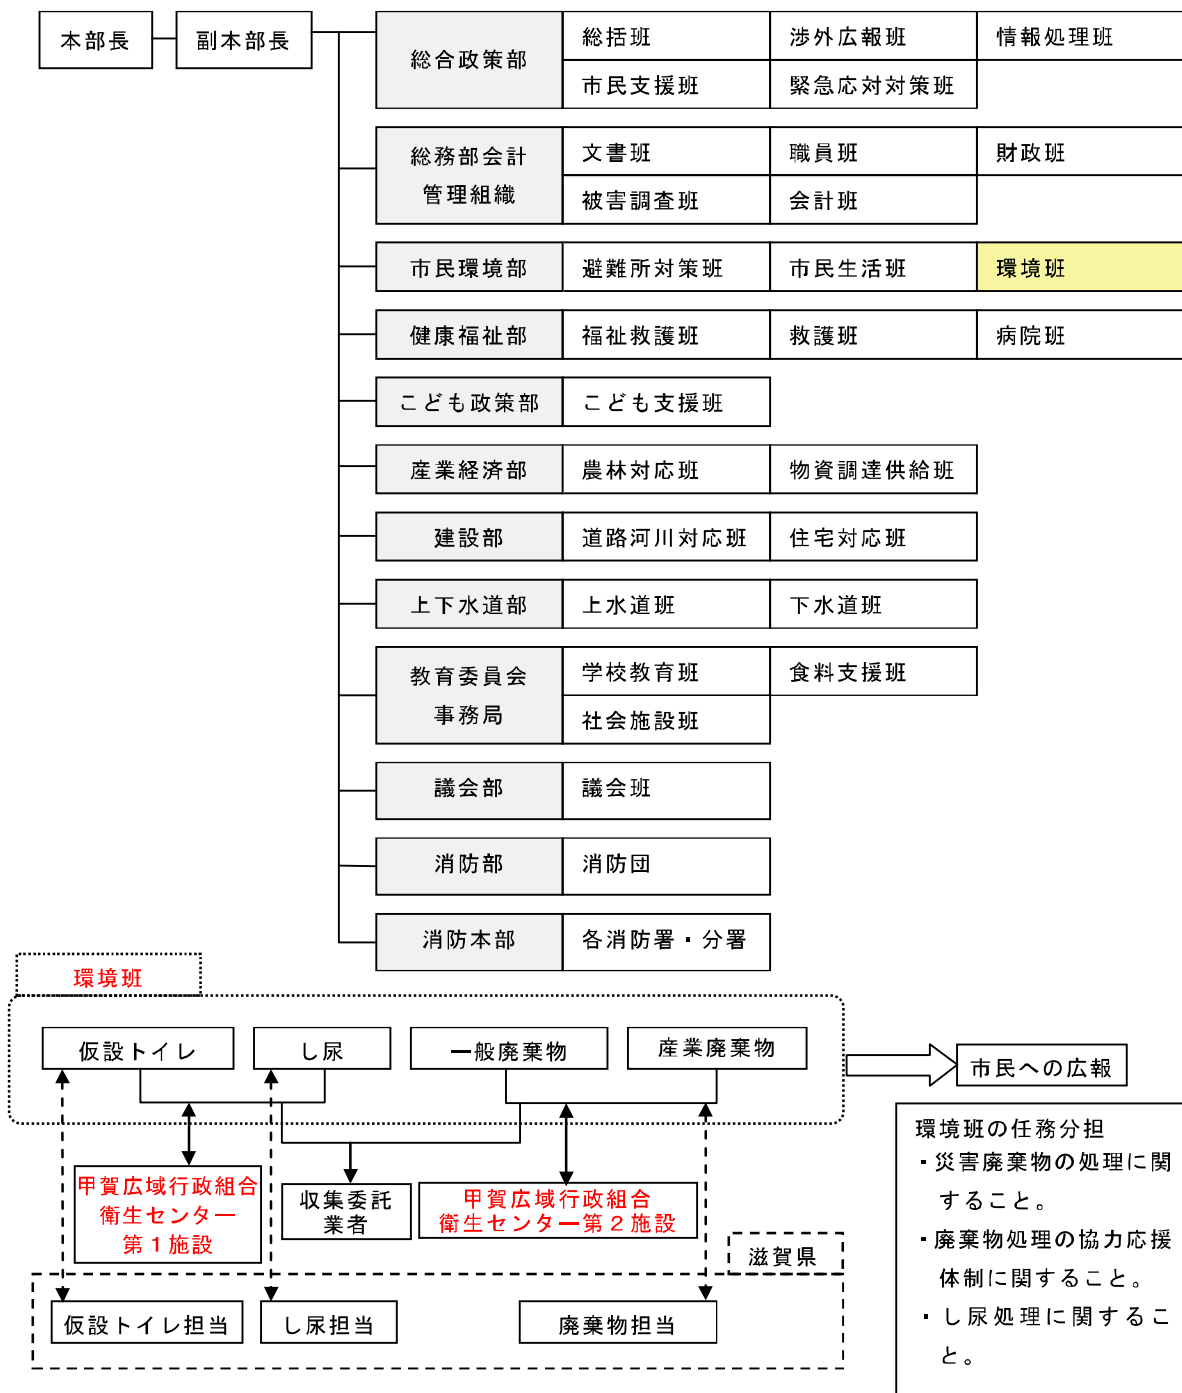 本部長
副本部長
総合政策部
総括班
渉外広報班
情報処理班
市民支援班
緊急応対対策班
総務部会計
管理組織
文書班
職員班
財政班
被害調査班
会計班
市民環境部
避難所対策班
市民生活班
環境班
健康福祉部
福祉救護班
救護班
病院班
こども政策部
こども支援班
産業経済部
農林対応班
物資調達供給班
建設部
道路河川対応班
住宅対応班
上下水道部
上水道班
下水道班
教育委員会
事務局
学校教育班
食料支援班
社会施設班
議会部
議会班
消防部
消防団
消防本部
各消防署・分署
環境班
仮設トイレ
し尿
一般廃棄物
産業廃棄物
市民への広報
甲賀広域行政組合
衛生センター
第１施設
収集委託
業者
甲賀広域行政組合
衛生センター第２施設
滋賀県
仮設トイレ担当
し尿担当
廃棄物担当
環境班の任務分担
・災害廃棄物の処理に関
すること。
・廃棄物処理の協力応援
体制に関すること。
・し尿処理に関するこ
と。